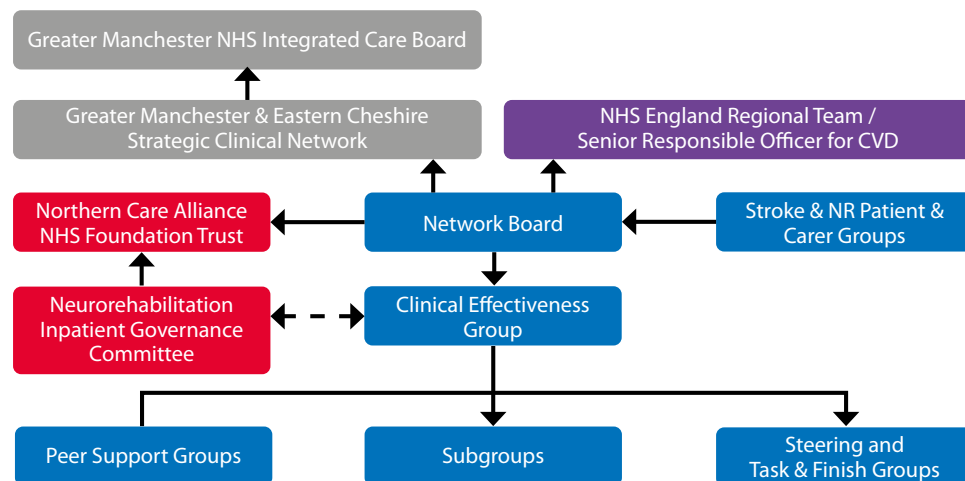 Greater Manchester NHS Integrated Care Board
Greater Manchester & Eastern Cheshire
Strategic Clinical Network
NHS England Regional Team /
Senior Responsible Officer for CVD
Northern Care Alliance
NHS Foundation Trust
Network Board
Stroke & NR Patient &
Carer Groups
Neurorehabilitation
Inpatient Governance
Committee
Clinical Effectiveness
Group
Peer Support Groups
Subgroups
Steering and
Task & Finish Groups